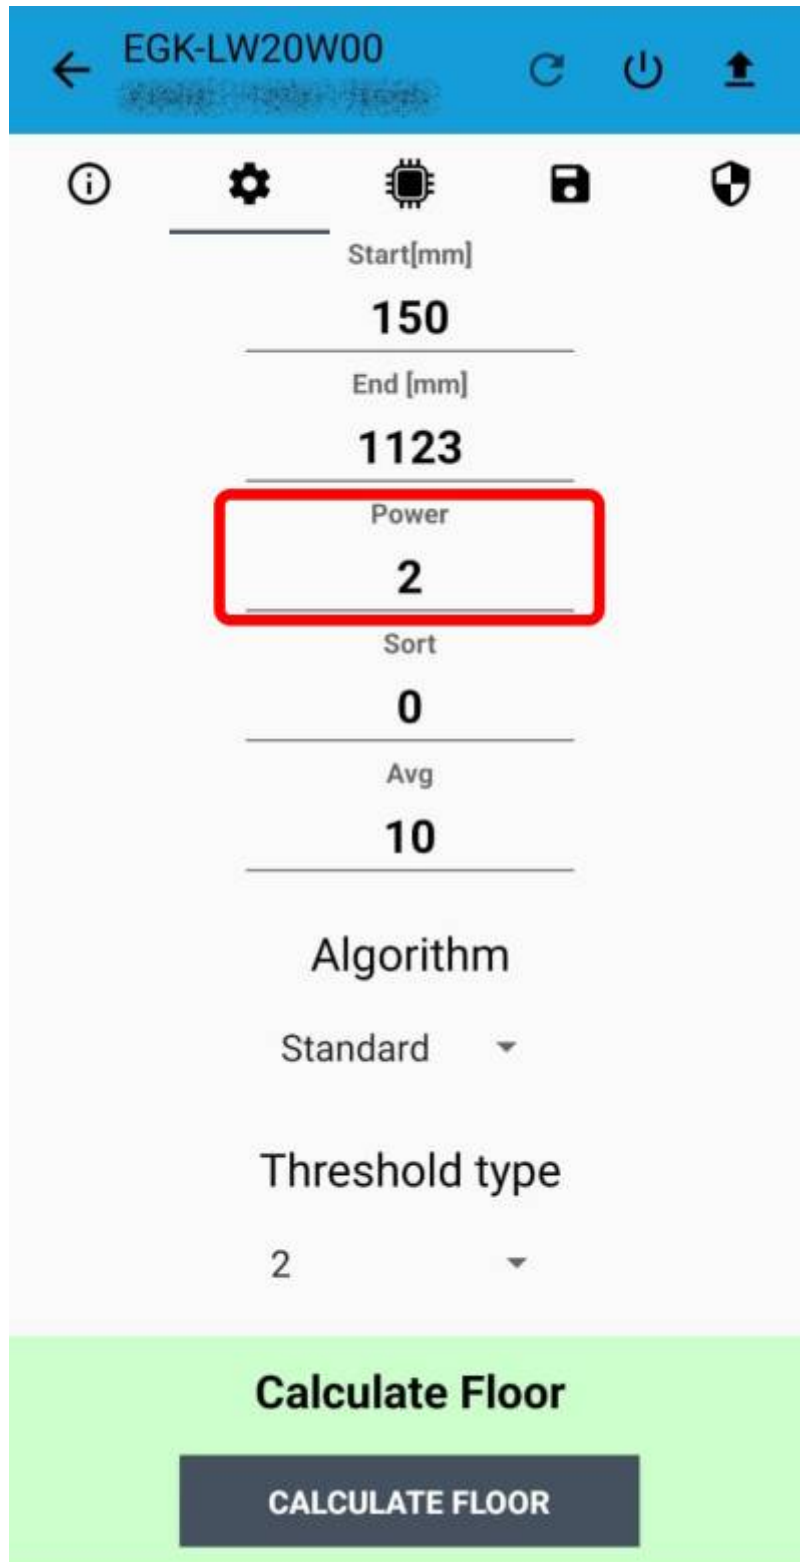 EGK-LW20W00
Start[mm]
150
End [mm]
1123
Power
2
Sort
0
Avg
10
Algorithm
Standard
Threshold type
2
Calculate Floor
CALCULATE FLOOR